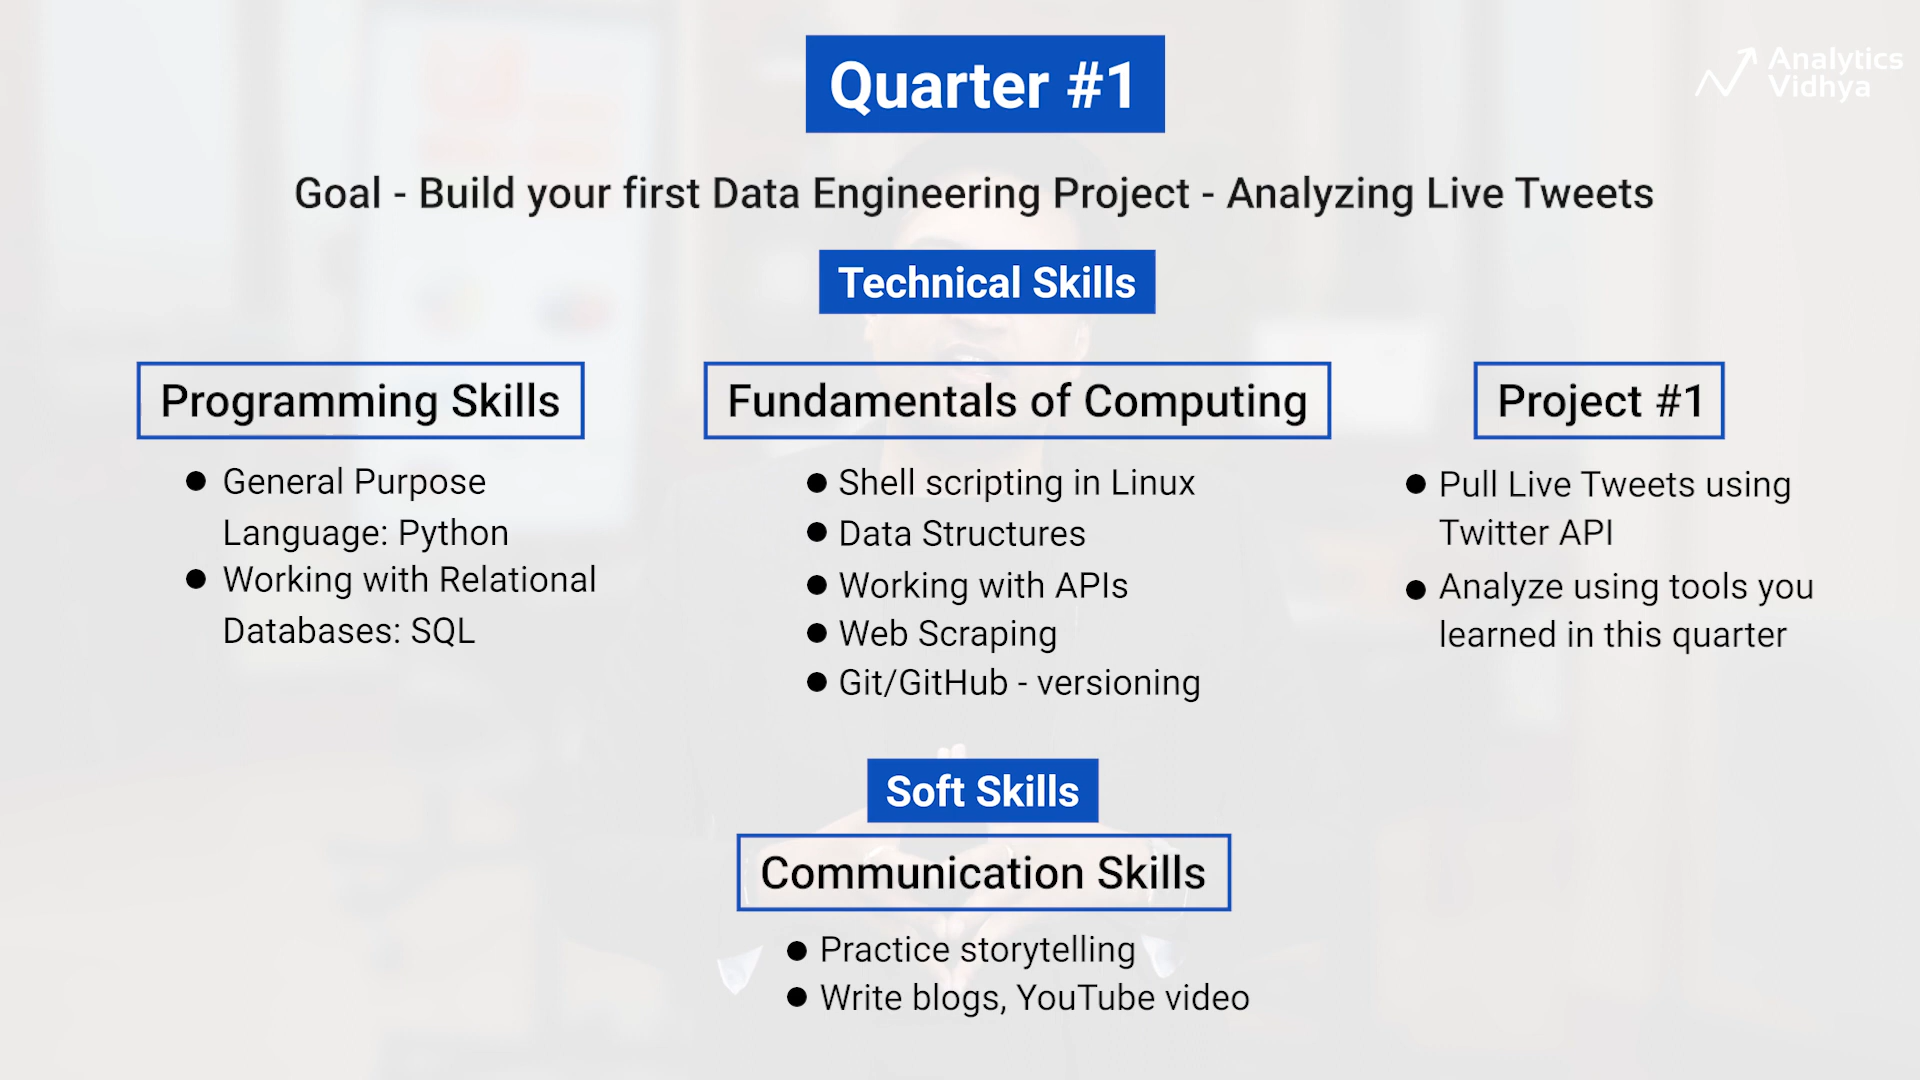 Quarter #1
Analytics
Vidhya
Goal - Build your first Data Engineering Project - Analyzing Live Tweets
Technical Skills
Programming Skills
● General Purpose
Language: Python
● Working with Relational
Databases: SQL
Fundamentals of Computing
● Shell scripting in Linux
● Data Structures
● Working with APIs
● Web Scraping
● Git/GitHub - versioning
Project #1
● Pull Live Tweets using
Twitter API
● Analyze using tools you
learned in this quarter
Soft Skills
Communication Skills
● Practice storytelling
● Write blogs, YouTube video